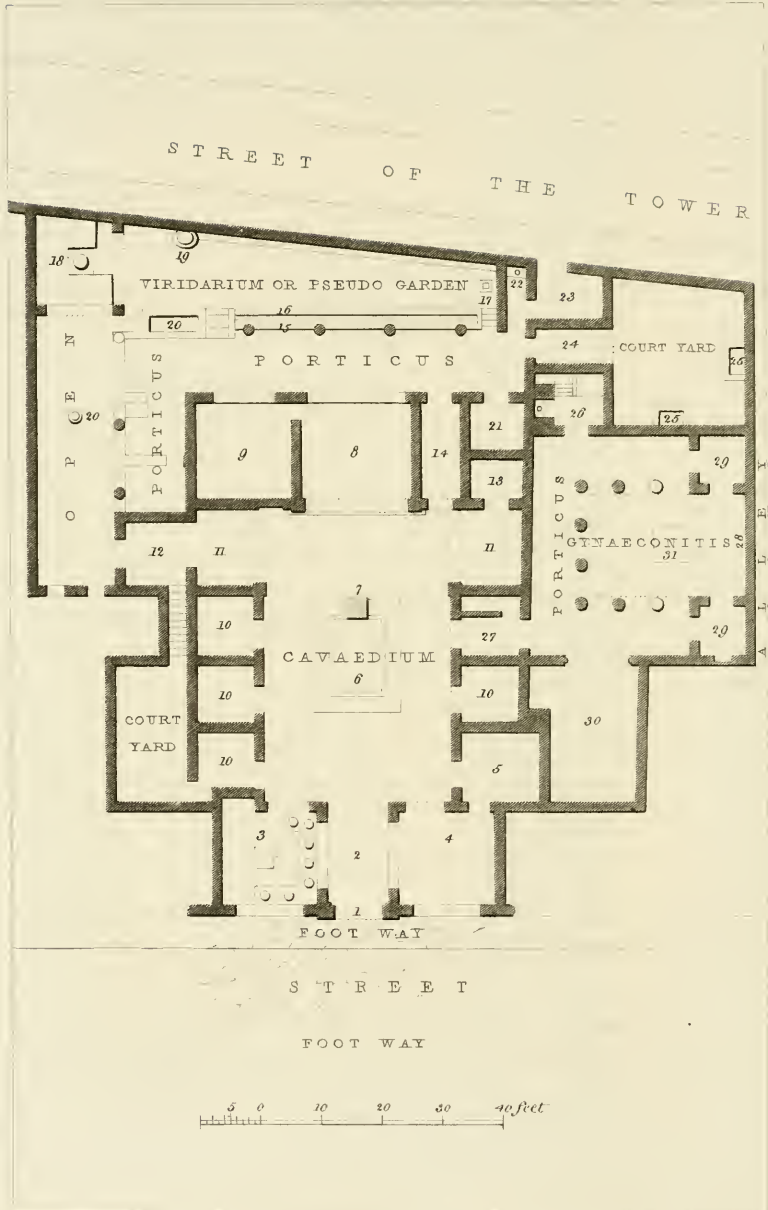 STREET OF THE TOWER
18
19
22
23
VIRIDARIUM OR PSEUDO GARDEN
17
16
20
15
24
COURT YARD
25
PORTICUS
OPEN
20
PORTICUS
9
8
14
21
26
25
13
29
PORTICUS
GYNAECONITIS
31
28
ALLEY
12
11
11
7
10
27
29
CAVAEDIUM
6
10
10
30
COURT
YARD
10
5
3
2
4
1
FOOT WAY
STREET
FOOT WAY
5 0 10 20 30 40 feet